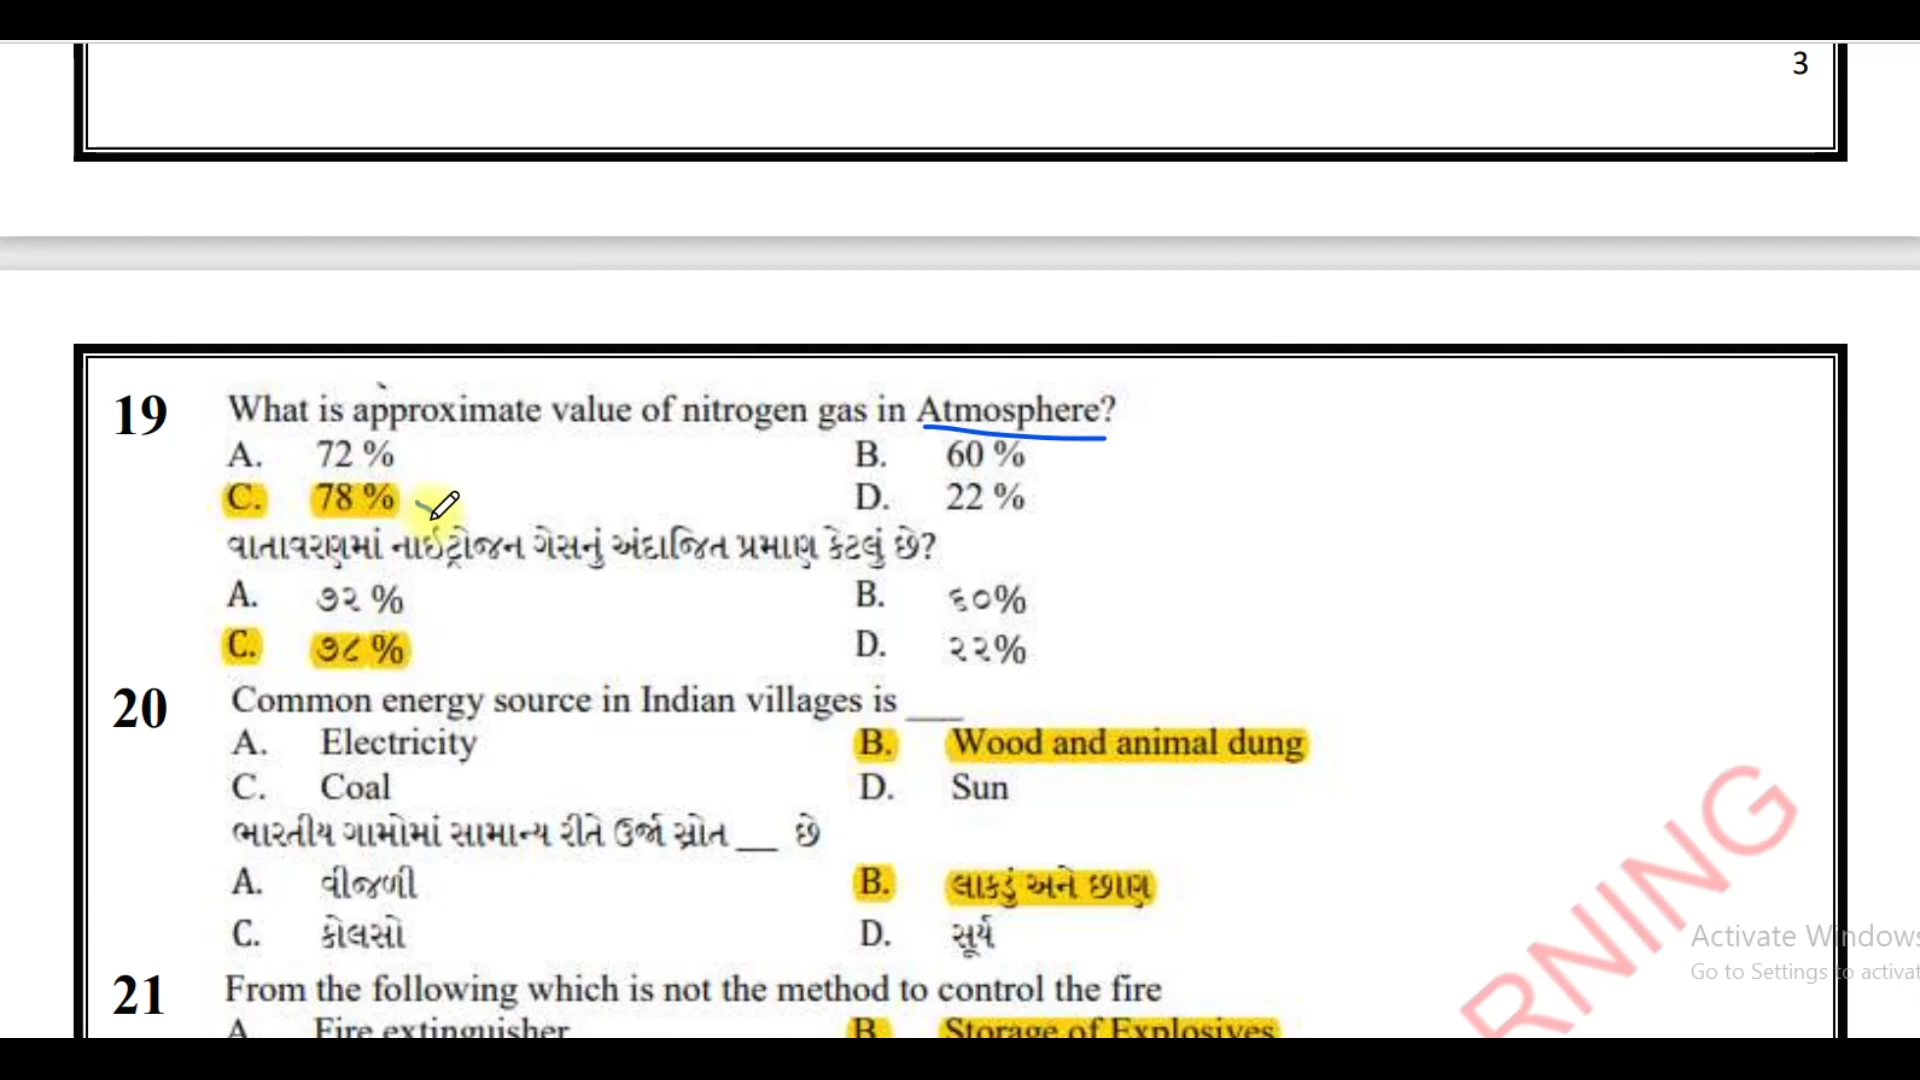 3
19 What is approximate value of nitrogen gas in Atmosphere?
A. 72 % B. 60 %
C. 78 % D. 22 %
વાતાવરણમાં નાઈટ્રોજન ગેસનું અંદાજિત પ્રમાણ કેટલું છે?
A. ૭૨ % B. ૬૦%
C. ૭૮ % D. ૨૨%
20 Common energy source in Indian villages is ___
A. Electricity B. Wood and animal dung
C. Coal D. Sun
ભારતીય ગામોમાં સામાન્ય રીતે ઉર્જા સ્રોત __ છે
A. વીજળી B. લાકડું અને છાણ
C. કોલસો D. સૂર્ય
21 From the following which is not the method to control the fire
A. Fire extinguisher B. Storage of Explosives
RNING
Activate Windows
Go to Settings to activat